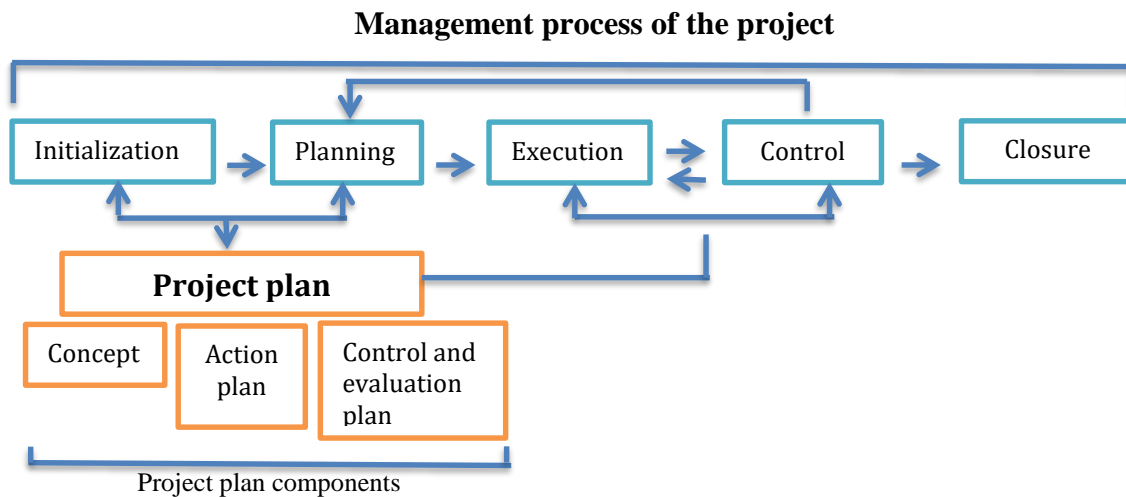 Management process of the project
Initialization
Planning
Execution
Control
Closure
Project plan
Concept
Action
plan
Control and
evaluation
plan
Project plan components